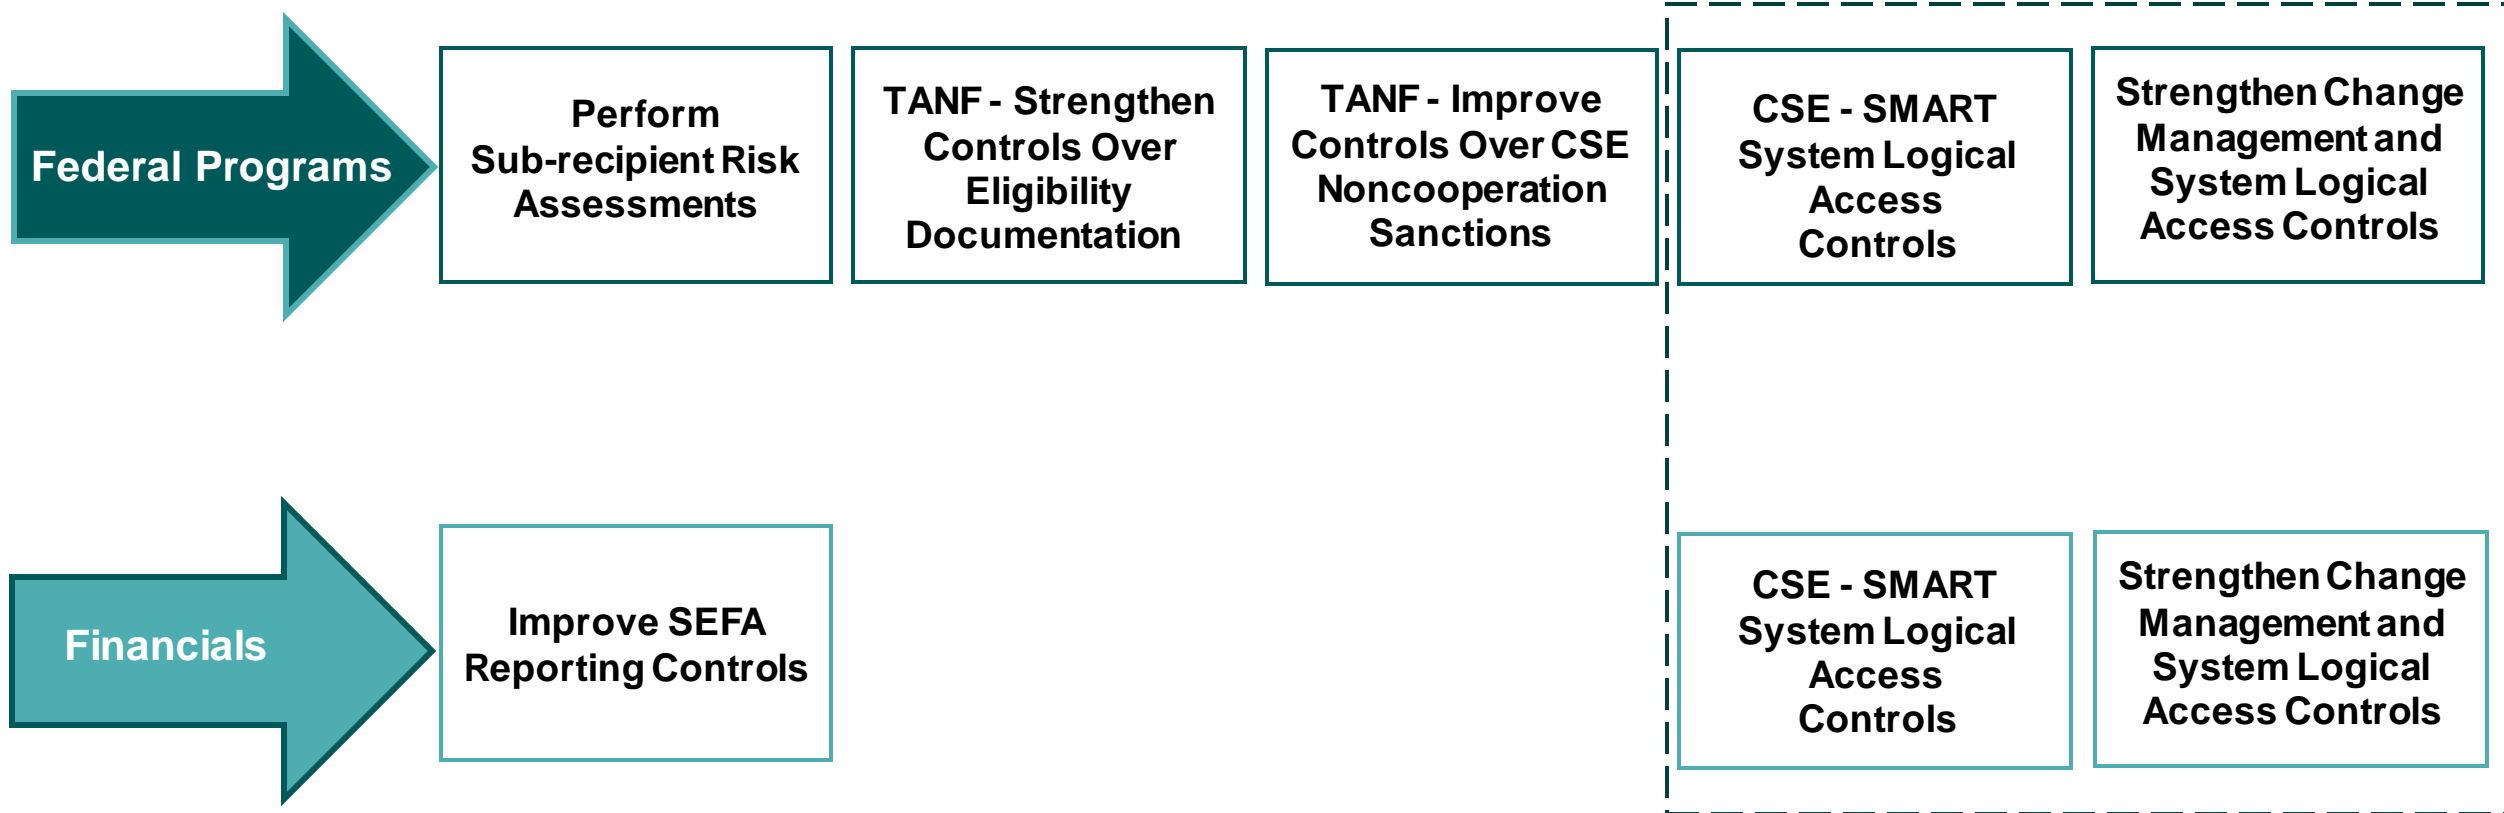 Federal Programs
Perform
Sub-recipient Risk
Assessments
TANF - Strengthen
Controls Over
Eligibility
Documentation
TANF - Improve
Controls Over CSE
Noncooperation
Sanctions
CSE - SMART
System Logical
Access
Controls
Strengthen Change
Management and
System Logical
Access Controls
Financials
Improve SEFA
Reporting Controls
CSE - SMART
System Logical
Access
Controls
Strengthen Change
Management and
System Logical
Access Controls